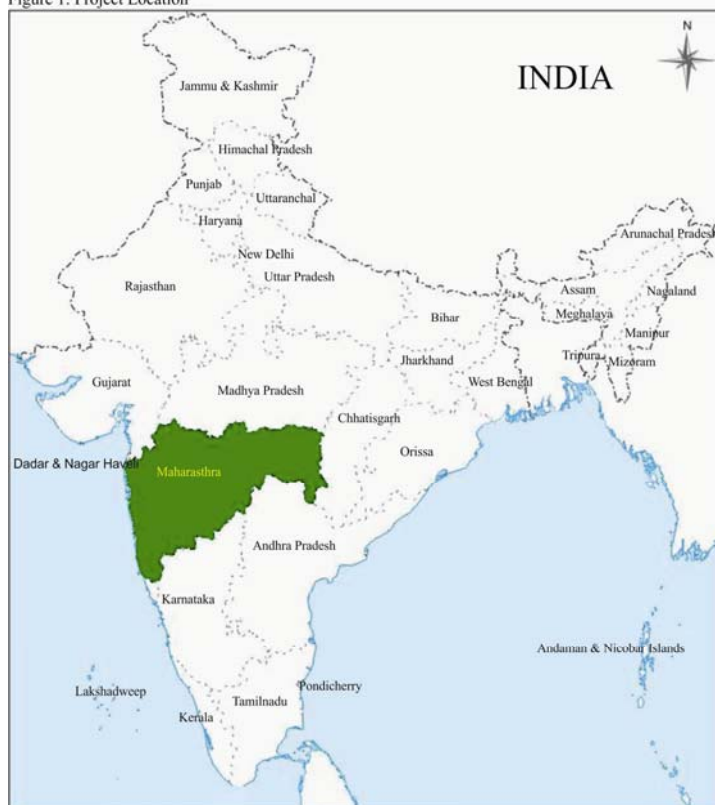 Figure 1: Project Location
N
INDIA
Jammu & Kashmir
Himachal Pradesh
Punjab
Uttaranchal
Haryana
New Delhi
Arunachal Pradesh
Rajasthan
Uttar Pradesh
Assam
Nagaland
Meghalaya
Bihar
Manipur
Jharkhand
Tripura
Mizoram
Gujarat
Madhya Pradesh
West Bengal
Chhatisgarh
Orissa
Dadar & Nagar Haveli
Maharasthra
Andhra Pradesh
Karnataka
Andaman & Nicobar Islands
Lakshadweep
Pondicherry
Tamilnadu
Kerala